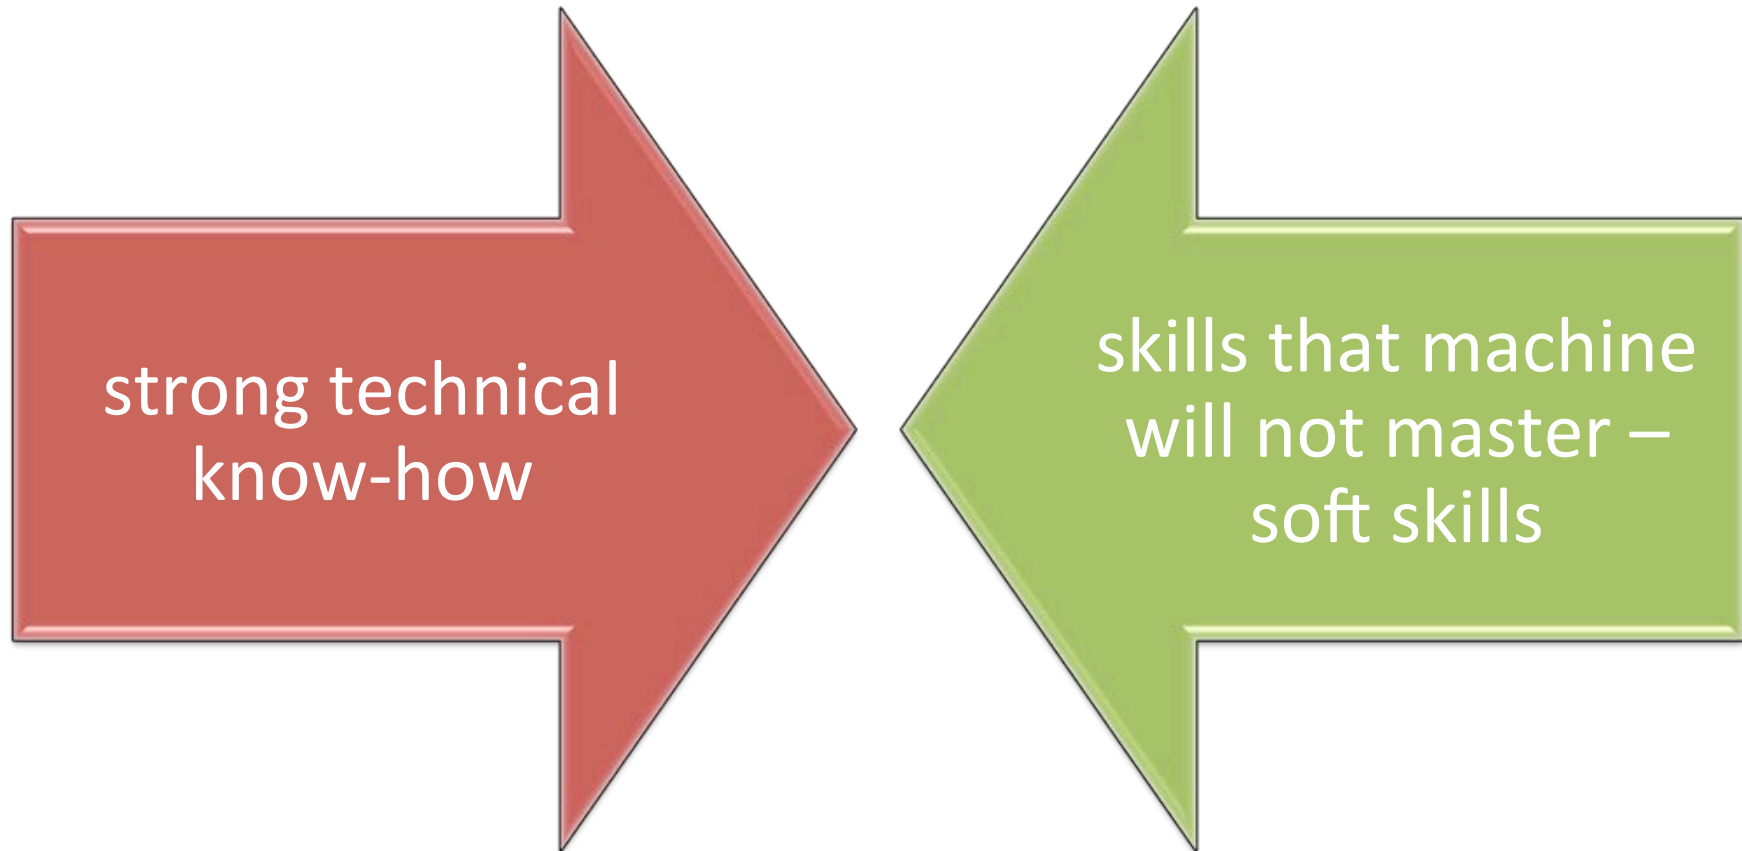 strong technical
know-how
skills that machine
will not master –
soft skills